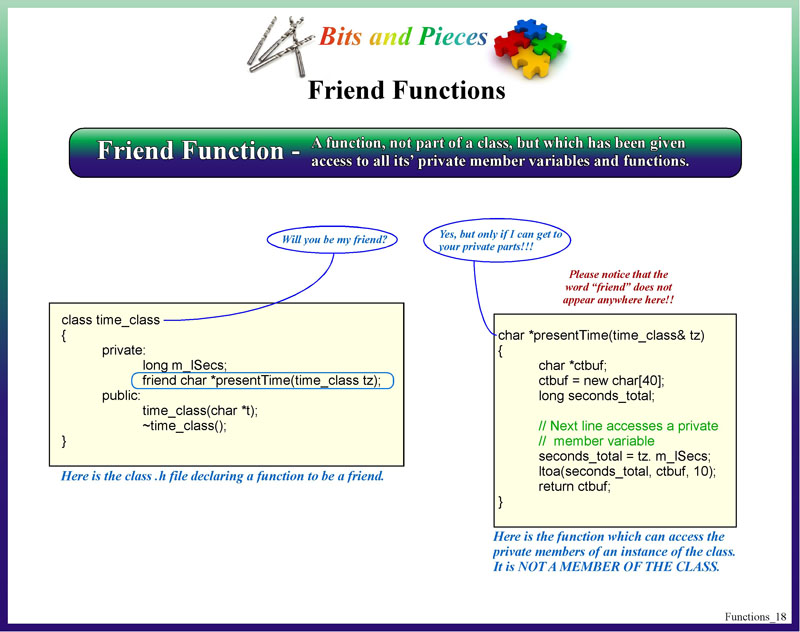 Bits and Pieces
Friend Functions
Friend Function -
A function, not part of a class, but which has been given
access to all its’ private member variables and functions.
Will you be my friend?
Yes, but only if I can get to
your private parts!!!
Please notice that the
word “friend” does not
appear anywhere here!!
class time_class
{
private:
long m_lSecs;
friend char *presentTime(time_class tz);
public:
time_class(char *t);
~time_class();
}
Here is the class .h file declaring a function to be a friend.
char *presentTime(time_class& tz)
{
char *ctbuf;
ctbuf = new char[40];
long seconds_total;
// Next line accesses a private
//  member variable
seconds_total = tz. m_lSecs;
ltoa(seconds_total, ctbuf, 10);
return ctbuf;
}
Here is the function which can access the
private members of an instance of the class.
It is NOT A MEMBER OF THE CLASS.
Functions_18